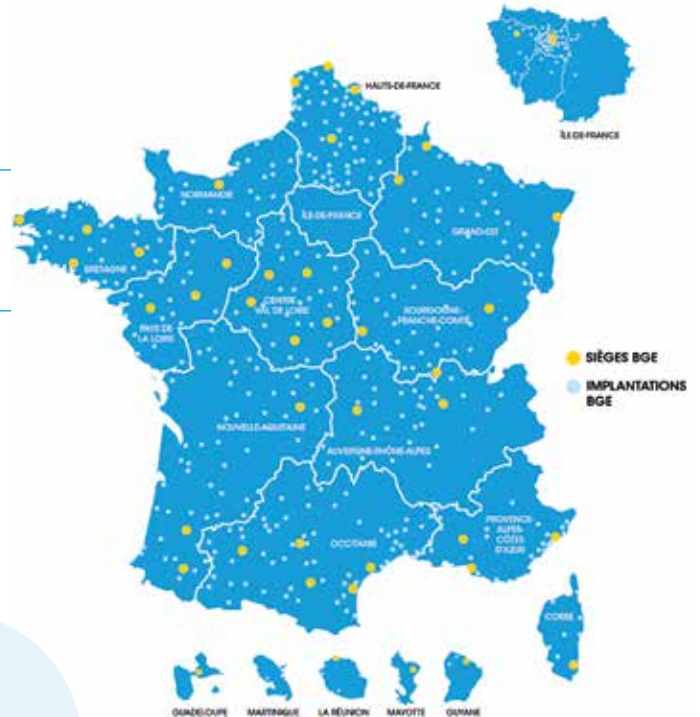 HAUTS-DE-FRANCE
ÎLE-DE-FRANCE
NORMANDIE
ÎLE-DE-FRANCE
GRAND-EST
BRETAGNE
CENTRE
VAL DE LOIRE
BOURGOGNE-
FRANCHE-COMTÉ
PAYS DE
LA LOIRE
SIÈGES BGE
IMPLANTATIONS
BGE
NOUVELLE-AQUITAINE
AUVERGNE-RHÔNE-ALPES
PROVENCE
ALPES-
CÔTES
D'AZUR
OCCITANIE
CORSE
GUADELOUPE
MARTINIQUE
LA RÉUNION
MAYOTTE
GUYANE